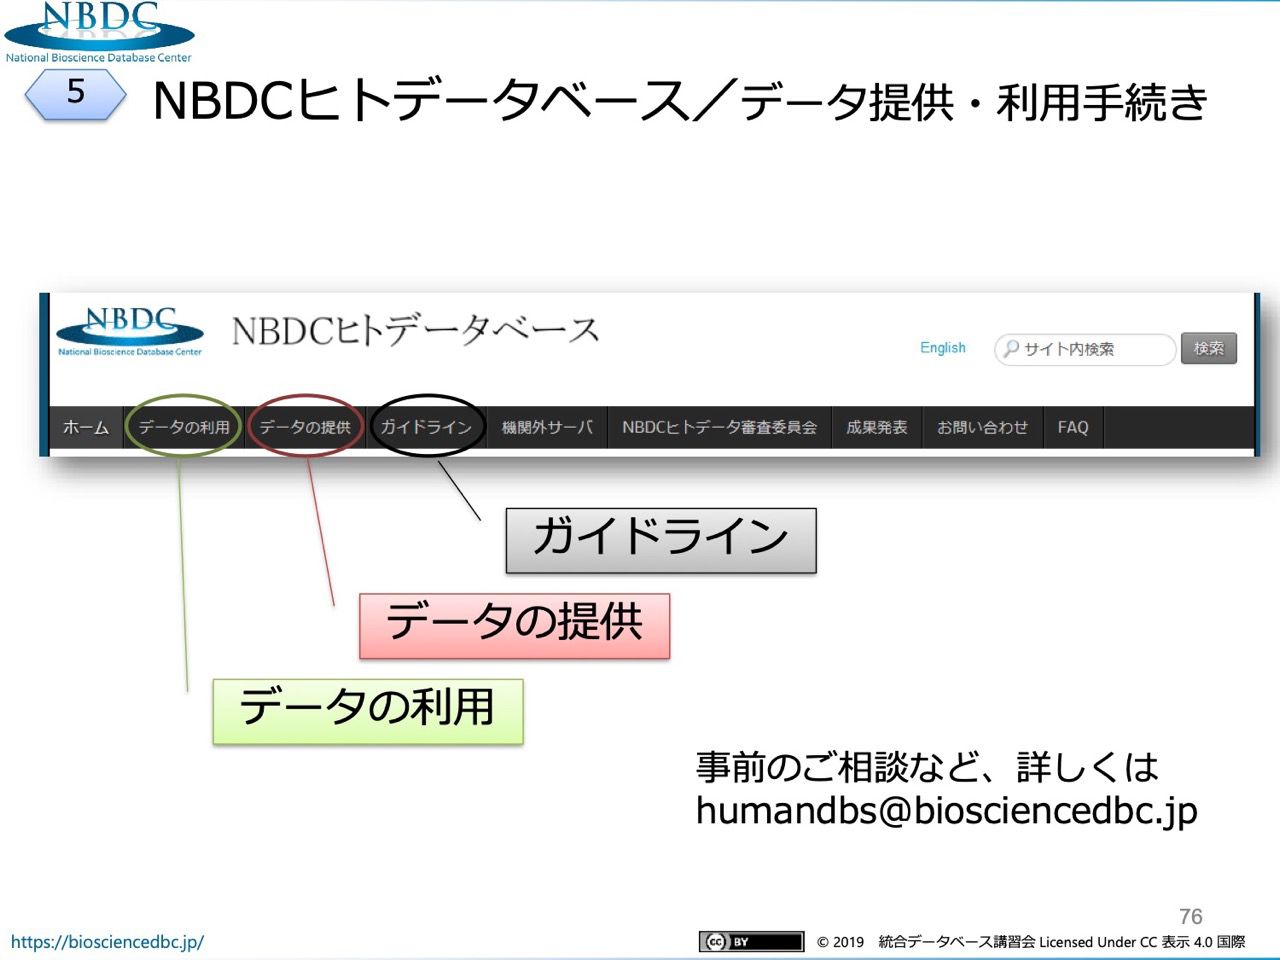 NBDC
National Bioscience Database Center
5
NBDCヒトデータベース／データ提供・利用手続き
NBDC
National Bioscience Database Center
NBDCヒトデータベース
English
サイト内検索
検索
ホーム データの利用 データの提供 ガイドライン 機関外サーバ NBDCヒトデータ審査委員会 成果発表 お問い合わせ FAQ
ガイドライン
データの提供
データの利用
事前のご相談など、詳しくは
humandbs@biosciencedbc.jp
76
https://biosciencedbc.jp/
cc BY © 2019 統合データベース講習会 Licensed Under CC 表示 4.0 国際